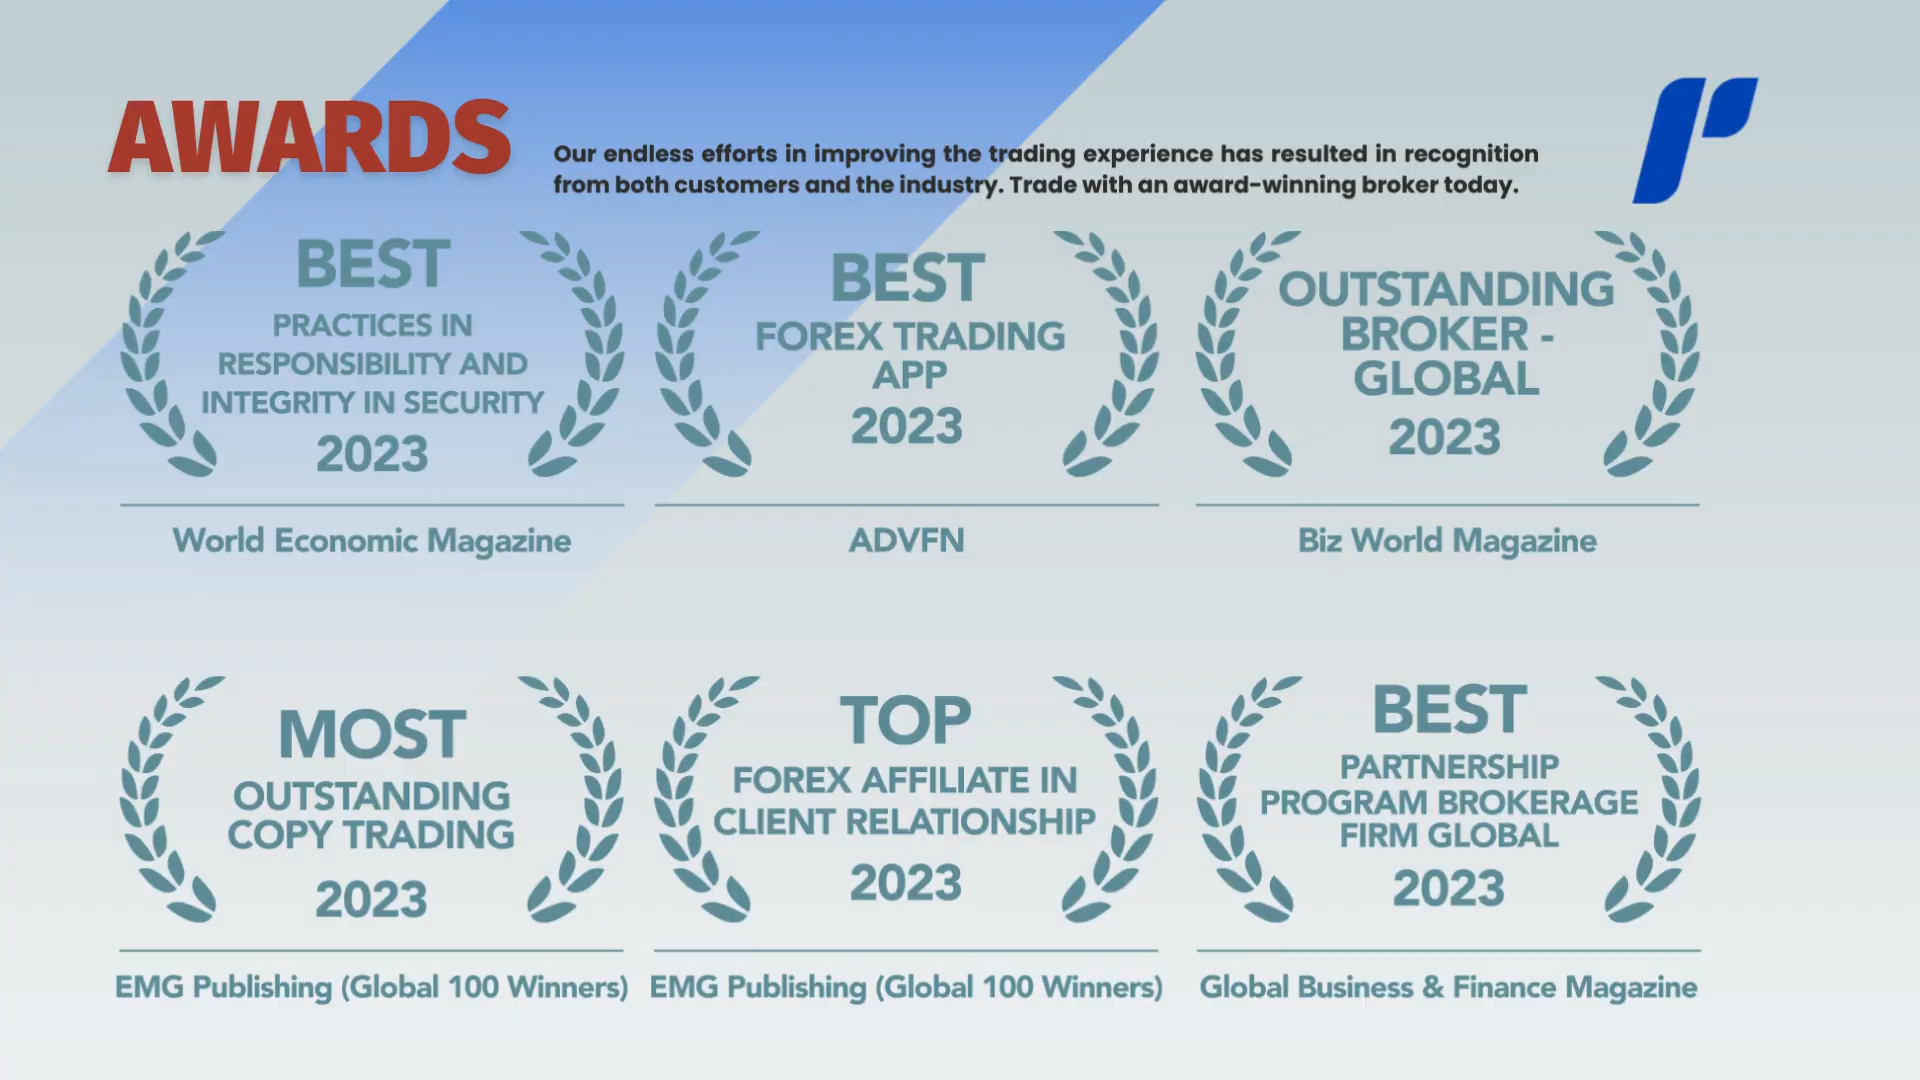 AWARDS
Our endless efforts in improving the trading experience has resulted in recognition
from both customers and the industry. Trade with an award-winning broker today.
BEST
PRACTICES IN
RESPONSIBILITY AND
INTEGRITY IN SECURITY
2023
World Economic Magazine
BEST
FOREX TRADING
APP
2023
ADVFN
OUTSTANDING
BROKER -
GLOBAL
2023
Biz World Magazine
MOST
OUTSTANDING
COPY TRADING
2023
EMG Publishing (Global 100 Winners)
TOP
FOREX AFFILIATE IN
CLIENT RELATIONSHIP
2023
EMG Publishing (Global 100 Winners)
BEST
PARTNERSHIP
PROGRAM BROKERAGE
FIRM GLOBAL
2023
Global Business & Finance Magazine